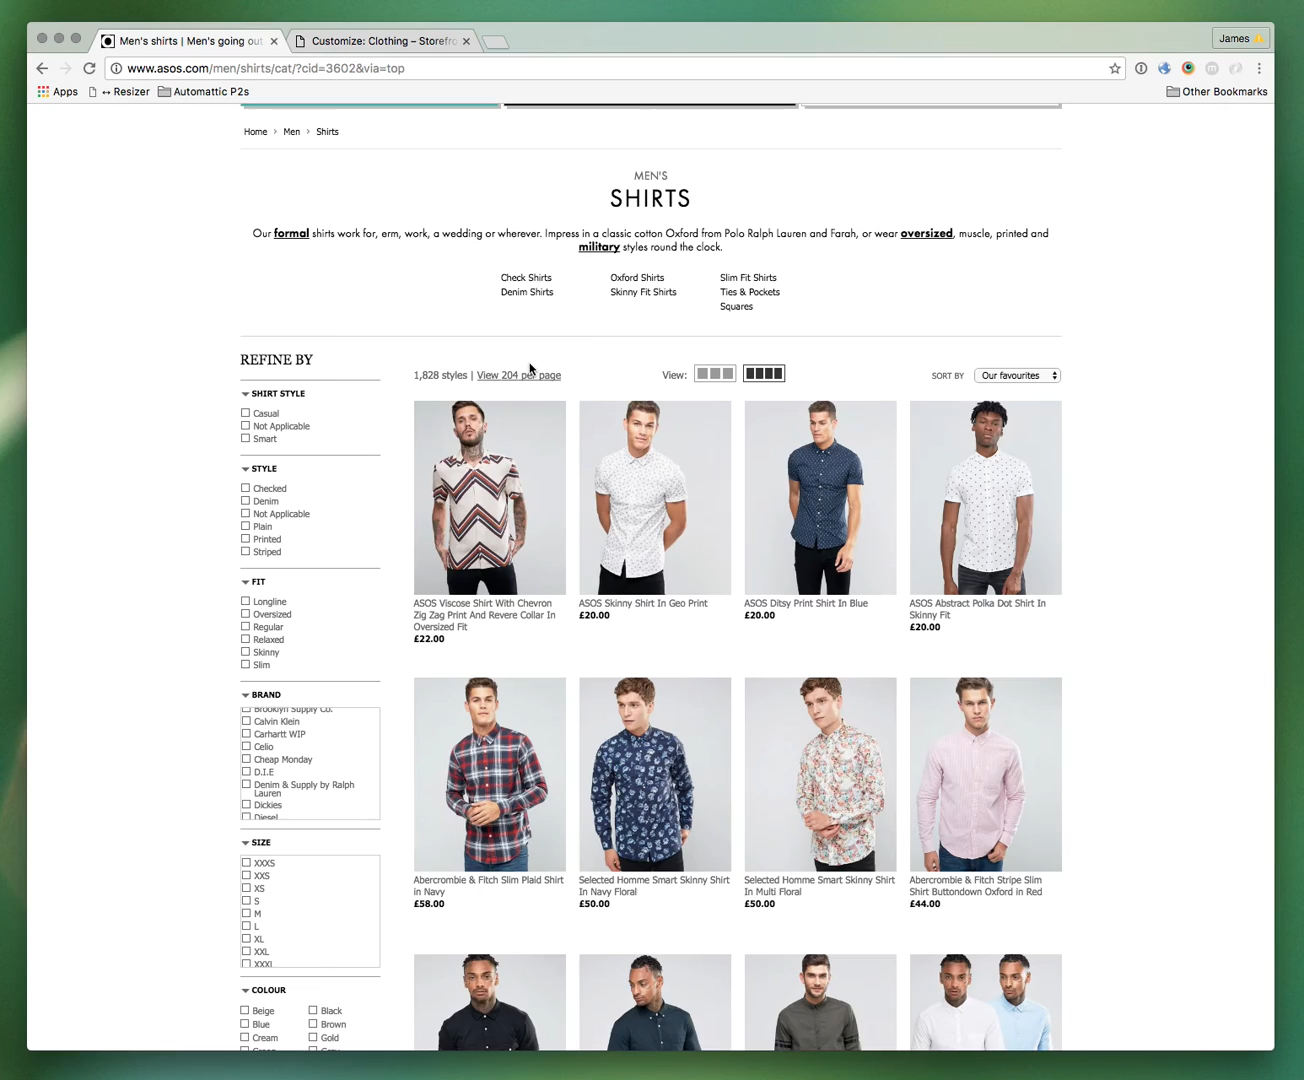 Men's shirts | Men's going out
Customize: Clothing – Storefro
James
www.asos.com/men/shirts/cat/?cid=3602&via=top
Apps
↔ Resizer
Automattic P2s
Other Bookmarks
Home > Men > Shirts
MEN'S
SHIRTS
Our formal shirts work for, erm, work, a wedding or wherever. Impress in a classic cotton Oxford from Polo Ralph Lauren and Farah, or wear oversized, muscle, printed and
military styles round the clock.
Check Shirts
Denim Shirts
Oxford Shirts
Skinny Fit Shirts
Slim Fit Shirts
Ties & Pockets
Squares
REFINE BY
SHIRT STYLE
Casual
Not Applicable
Smart
STYLE
Checked
Denim
Not Applicable
Plain
Printed
Striped
FIT
Longline
Oversized
Regular
Relaxed
Skinny
Slim
BRAND
Brooklyn Supply Co.
Calvin Klein
Carhartt WIP
Celio
Cheap Monday
D.I.E
Denim & Supply by Ralph
Lauren
Dickies
Diesel
SIZE
XXXS
XXS
XS
S
M
L
XL
XXL
XXXL
COLOUR
Beige
Black
Blue
Brown
Cream
Gold
1,828 styles | View 204 per page
View:
SORT BY
Our favourites
ASOS Viscose Shirt With Chevron
Zig Zag Print And Revere Collar In
Oversized Fit
£22.00
ASOS Skinny Shirt In Geo Print
£20.00
ASOS Ditsy Print Shirt In Blue
£20.00
ASOS Abstract Polka Dot Shirt In
Skinny Fit
£20.00
Abercrombie & Fitch Slim Plaid Shirt
in Navy
£58.00
Selected Homme Smart Skinny Shirt
In Navy Floral
£50.00
Selected Homme Smart Skinny Shirt
In Multi Floral
£50.00
Abercrombie & Fitch Stripe Slim
Shirt Buttondown Oxford in Red
£44.00